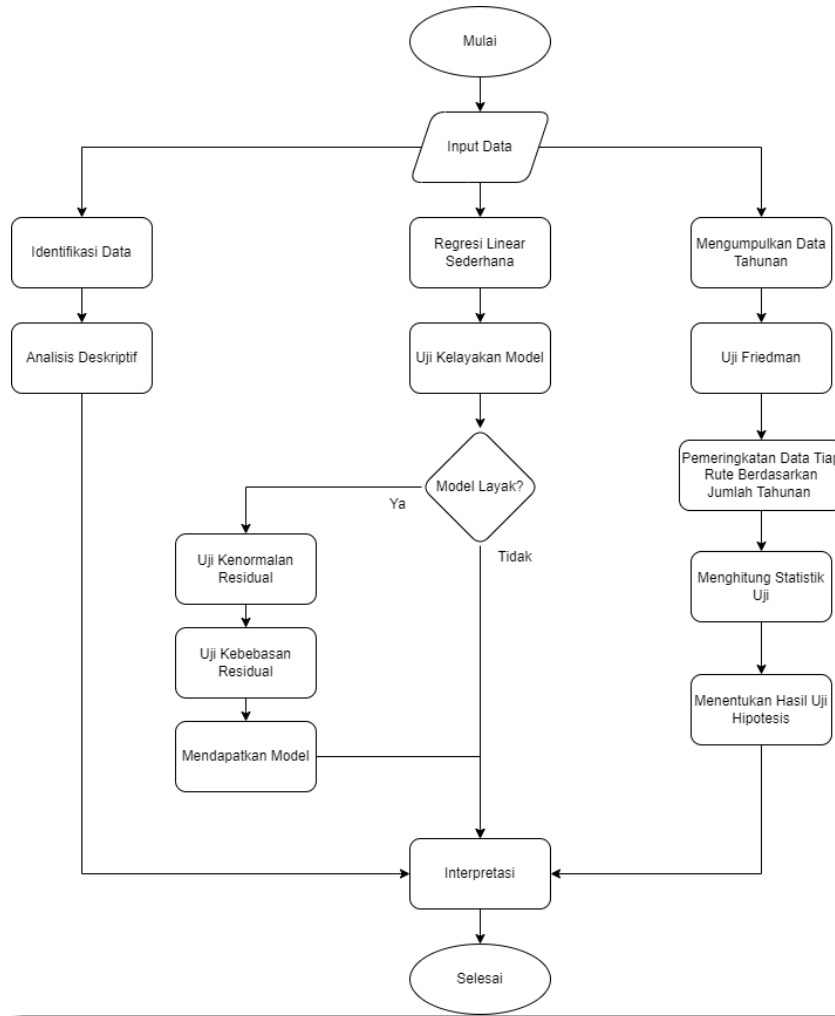 Mulai
Input Data
Identifikasi Data
Regresi Linear
Sederhana
Mengumpulkan Data
Tahunan
Analisis Deskriptif
Uji Kelayakan Model
Uji Friedman
Model Layak?
Ya
Tidak
Pemeringkatan Data Tiap
Rute Berdasarkan
Jumlah Tahunan
Uji Kenormalan
Residual
Menghitung Statistik
Uji
Uji Kebebasan
Residual
Menentukan Hasil Uji
Hipotesis
Mendapatkan Model
Interpretasi
Selesai